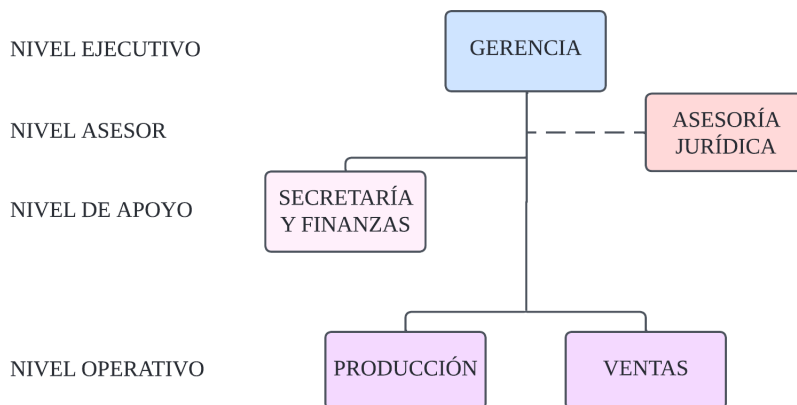 NIVEL EJECUTIVO
GERENCIA
NIVEL ASESOR
ASESORÍA
JURÍDICA
NIVEL DE APOYO
SECRETARÍA
Y FINANZAS
NIVEL OPERATIVO
PRODUCCIÓN
VENTAS